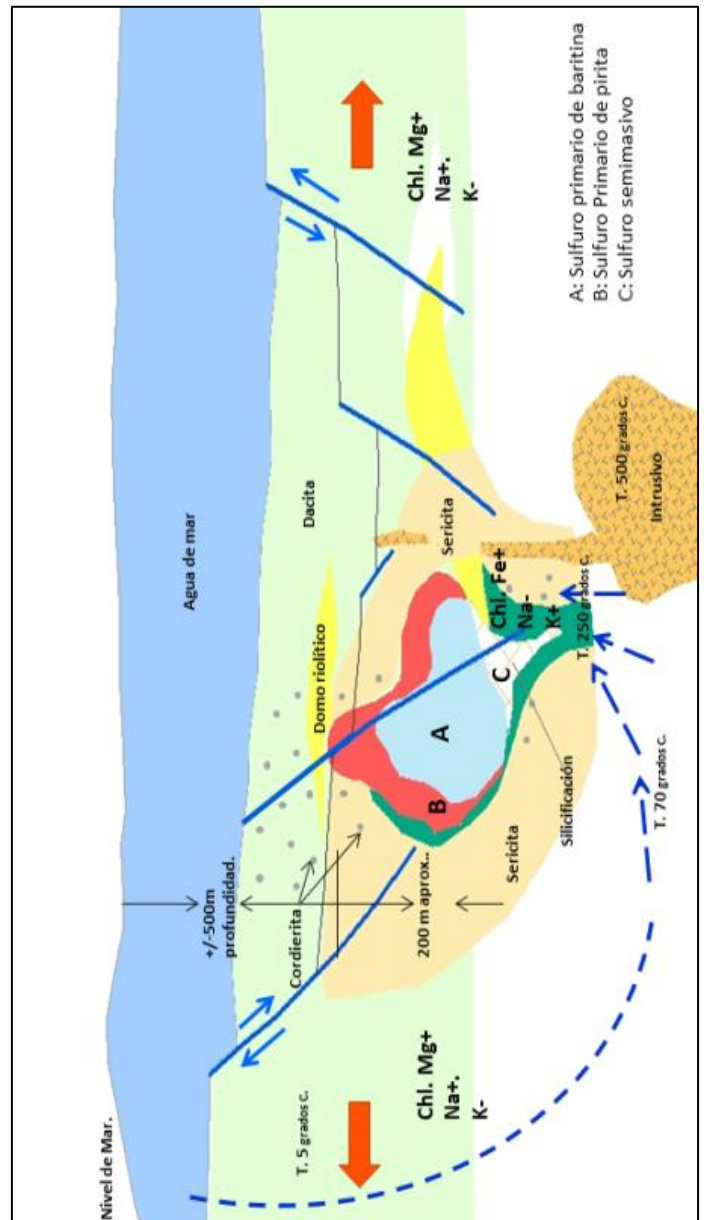 Nivel de Mar.
Agua de mar
+/-500m
profundidad.
T. 5 grados C.
Cordierita
Domo riolítico
Dacita
200 m aprox..
Chl. Mg+
Na+.
K-
B
A
C
Sericita
Chl. Fe+
Na-
K+
Sericita
Silicificación
T. 250 grados C.
T. 70 grados C.
T. 500 grados C.
Intrusivo
Chl. Mg+
Na+.
K-
A: Sulfuro primario de baritina
B: Sulfuro Primario de pirita
C: Sulfuro semimasivo